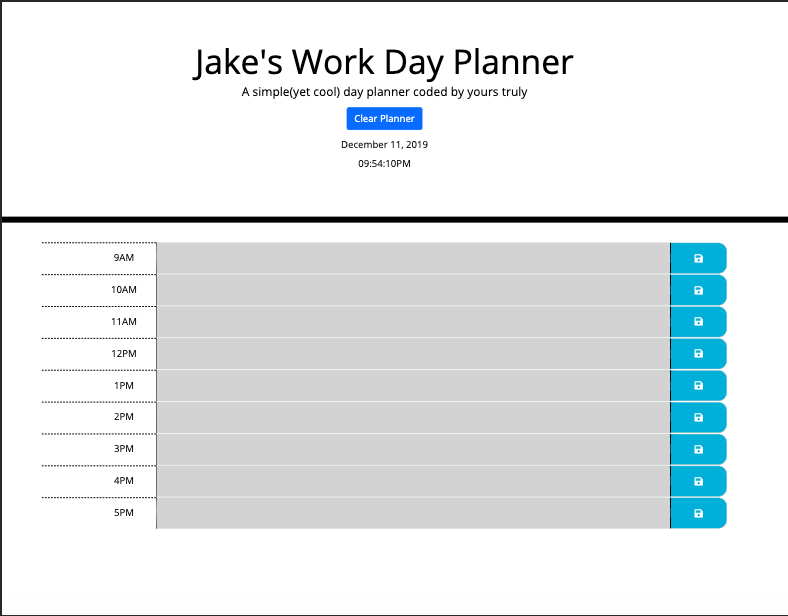 Jake's Work Day Planner
A simple(yet cool) day planner coded by yours truly
Clear Planner
December 11, 2019
09:54:10PM
9AM
10AM
11AM
12PM
1PM
2PM
3PM
4PM
5PM